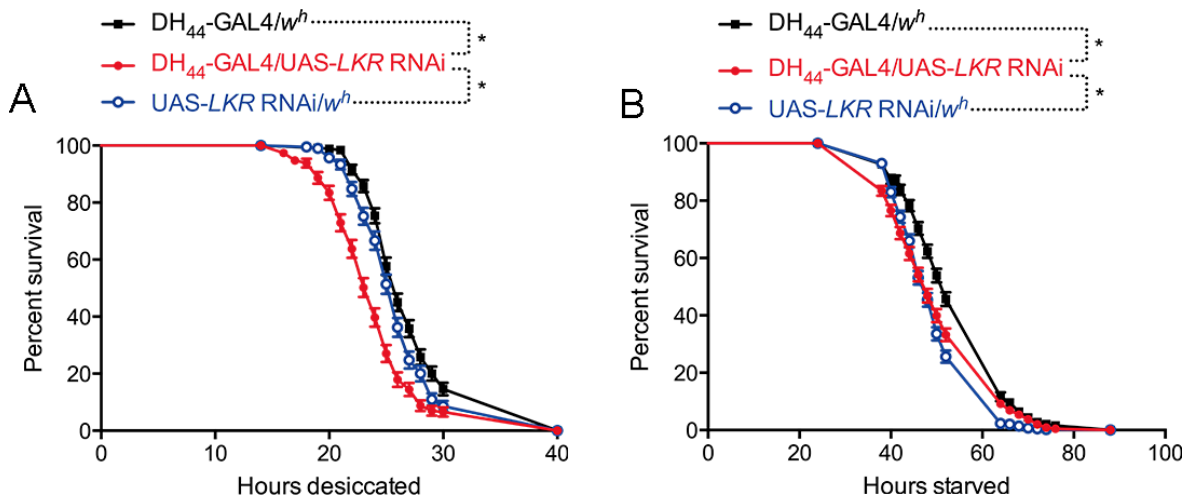 DH44-GAL4/wh
*
DH44-GAL4/UAS-LKR RNAi
*
UAS-LKR RNAi/wh
A
100
80
60
40
20
0
Percent survival
0
10
20
30
40
Hours desiccated
DH44-GAL4/wh
*
DH44-GAL4/UAS-LKR RNAi
*
UAS-LKR RNAi/wh
B
100
80
60
40
20
0
Percent survival
0
20
40
60
80
100
Hours starved